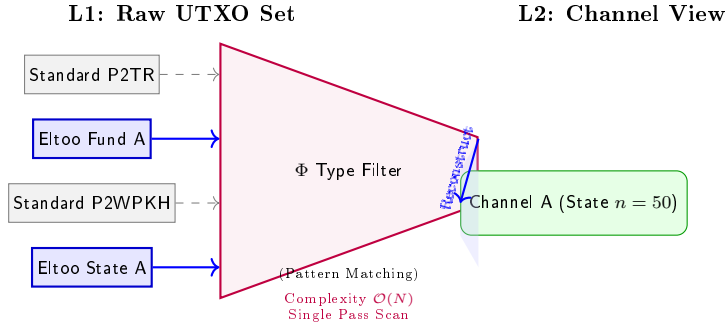 L1: Raw UTXO Set
L2: Channel View
Standard P2TR
Eltoo Fund A
Standard P2WPKH
Eltoo State A
Φ Type Filter
Reconstruct
Channel A (State n = 50)
(Pattern Matching)
Complexity O(N)
Single Pass Scan